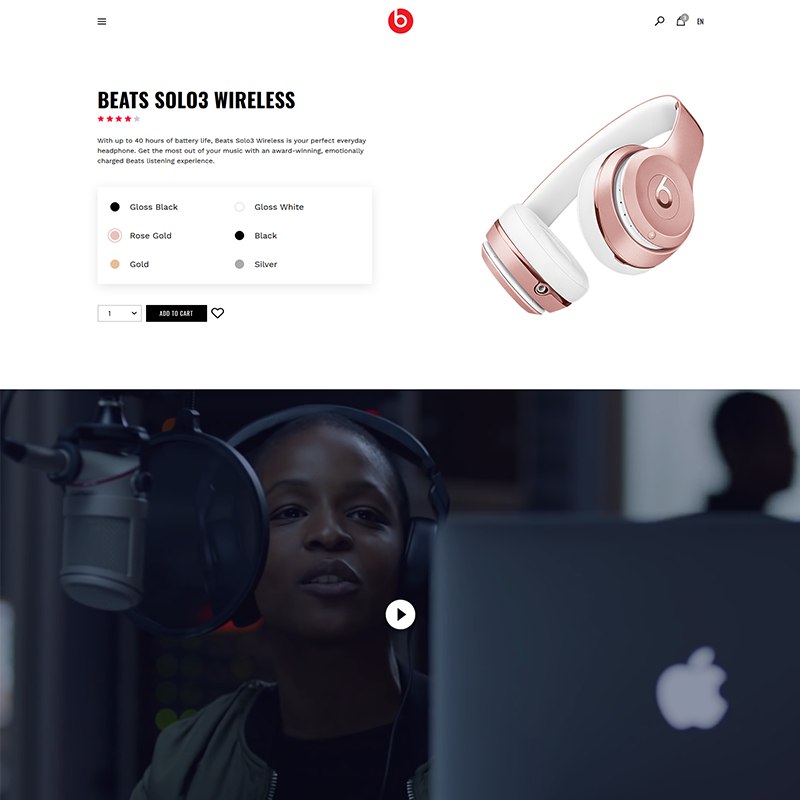 b
EN
BEATS SOLO3 WIRELESS
With up to 40 hours of battery life, Beats Solo3 Wireless is your perfect everyday
headphone. Get the most out of your music with an award-winning, emotionally
charged Beats listening experience.
Gloss Black
Gloss White
Rose Gold
Black
Gold
Silver
1
ADD TO CART
b